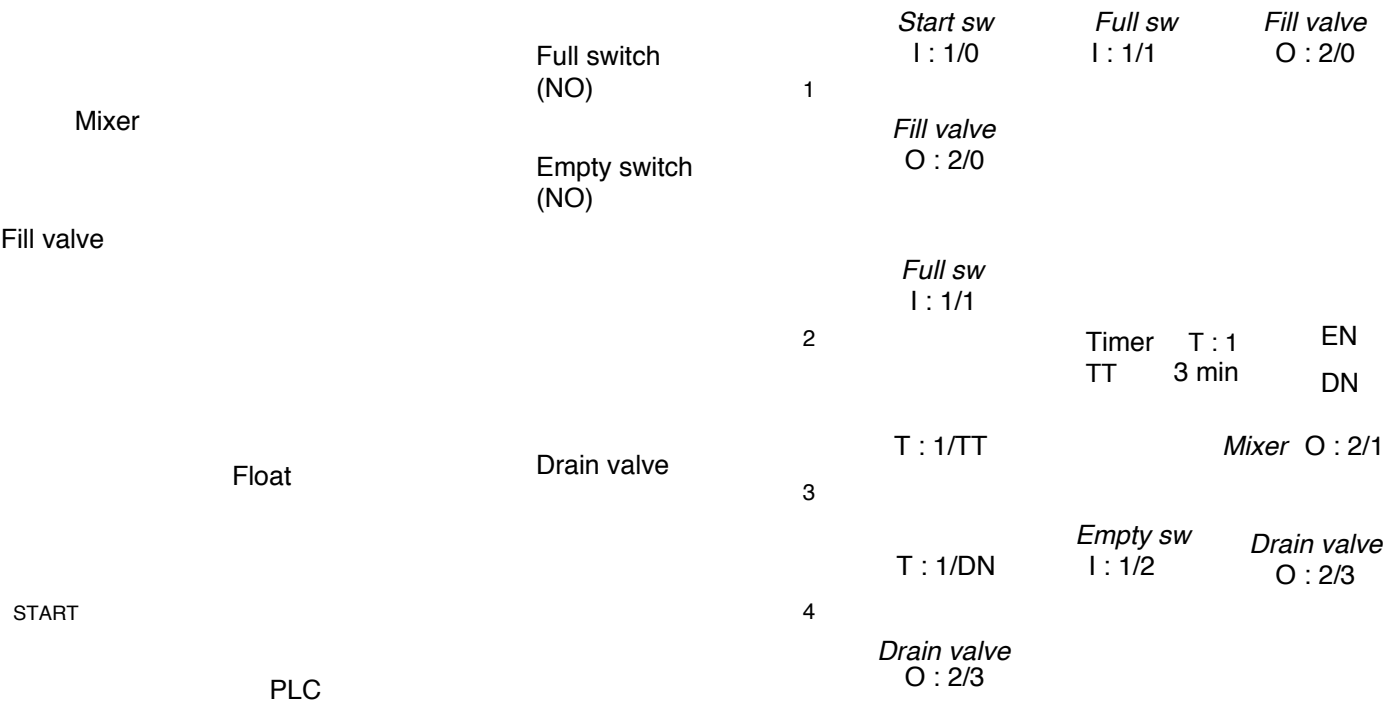 Mixer
Fill valve
Float
START
PLC
Full switch
(NO)
Empty switch
(NO)
Drain valve
1
Start sw
I : 1/0
Full sw
I : 1/1
Fill valve
O : 2/0
Fill valve
O : 2/0
2
Full sw
I : 1/1
Timer T : 1
TT 3 min
EN
DN
3
T : 1/TT
Mixer O : 2/1
4
T : 1/DN
Empty sw
I : 1/2
Drain valve
O : 2/3
Drain valve
O : 2/3